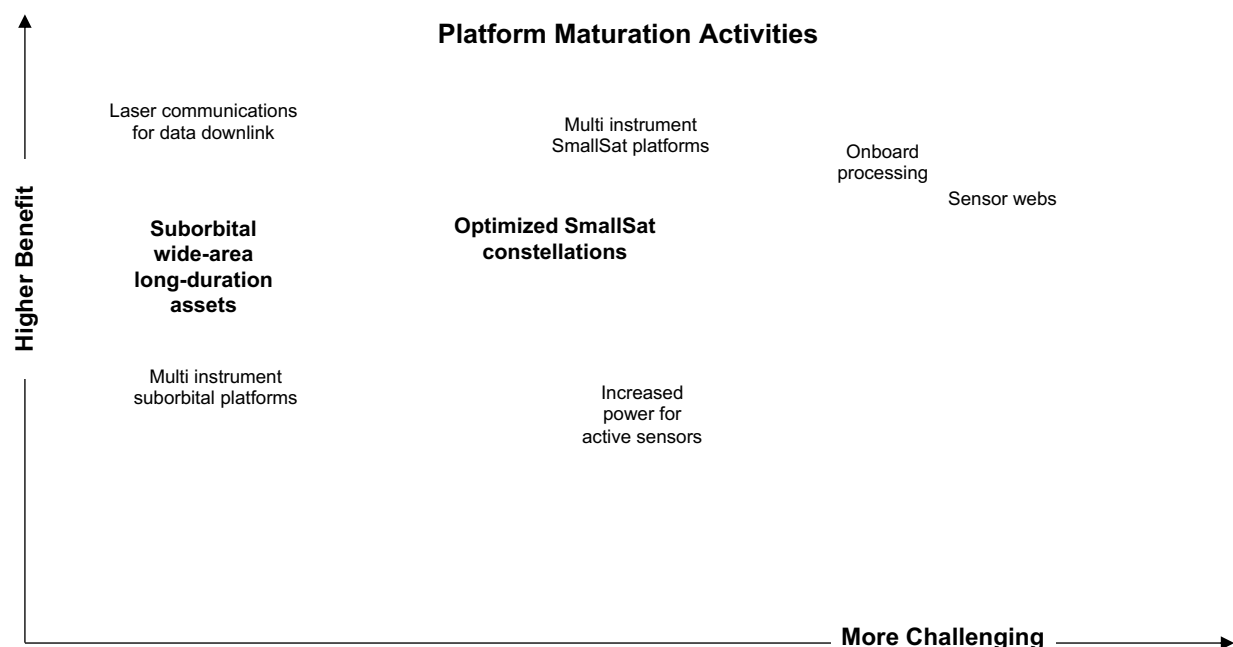 Platform Maturation Activities
Laser communications
for data downlink
Multi instrument
SmallSat platforms
Onboard
processing
Sensor webs
Higher Benefit
Suborbital
wide-area
long-duration
assets
Optimized SmallSat
constellations
Multi instrument
suborbital platforms
Increased
power for
active sensors
More Challenging